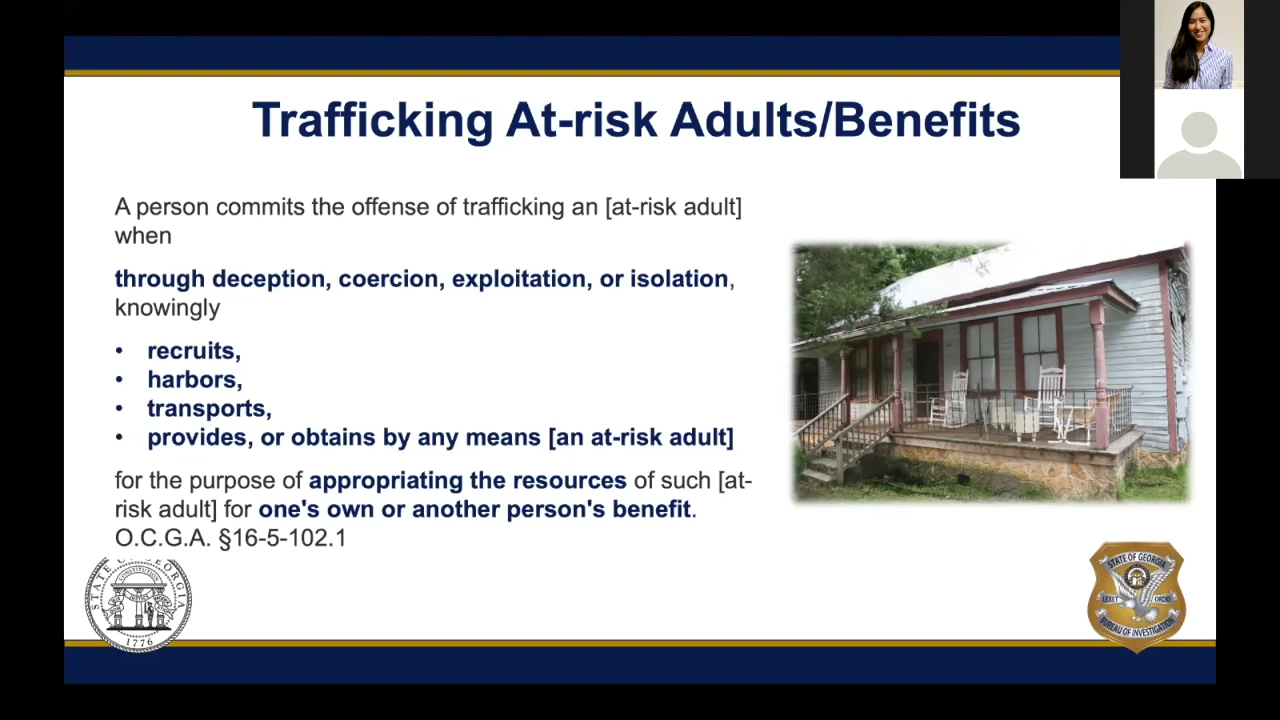 Trafficking At-risk Adults/Benefits
A person commits the offense of trafficking an [at-risk adult]
when
through deception, coercion, exploitation, or isolation,
knowingly
• recruits,
• harbors,
• transports,
• provides, or obtains by any means [an at-risk adult]
for the purpose of appropriating the resources of such [at-
risk adult] for one's own or another person's benefit.
O.C.G.A. §16-5-102.1
STATE OF GEORGIA
CONSTITUTION
1776
STATE OF GEORGIA
BUREAU OF INVESTIGATION